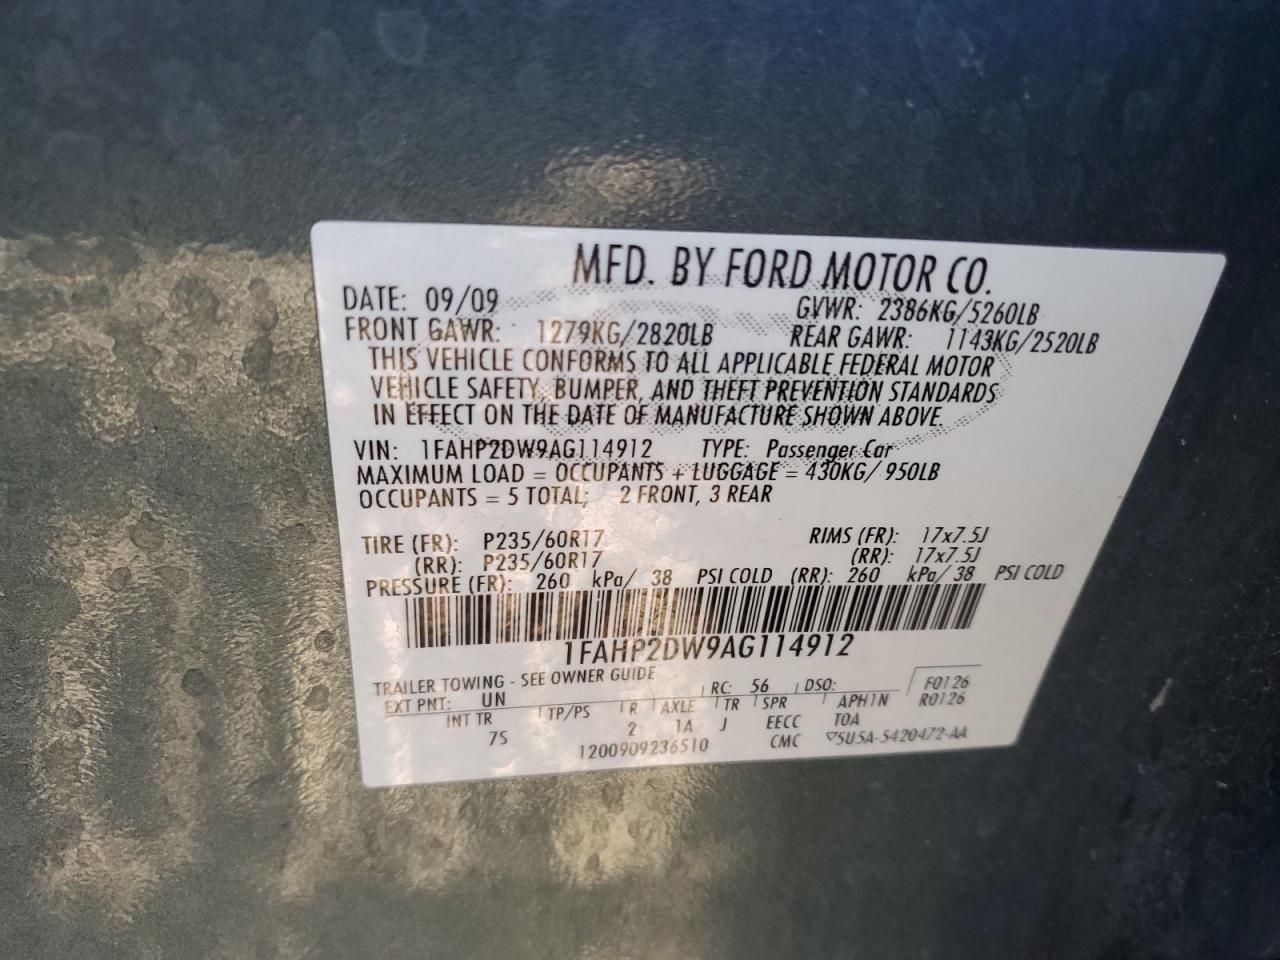 MFD. BY FORD MOTOR CO.
DATE: 09/09 GVWR: 2386KG/5260LB
FRONT GAWR: 1279KG/2820LB REAR GAWR: 1143KG/2520LB
THIS VEHICLE CONFORMS TO ALL APPLICABLE FEDERAL MOTOR
VEHICLE SAFETY, BUMPER, AND THEFT PREVENTION STANDARDS
IN EFFECT ON THE DATE OF MANUFACTURE SHOWN ABOVE.
VIN: 1FAHP2DW9AG114912 TYPE: Passenger Car
MAXIMUM LOAD = OCCUPANTS + LUGGAGE = 430KG/ 950LB
OCCUPANTS = 5 TOTAL; 2 FRONT, 3 REAR
TIRE (FR): P235/60R17 RIMS (FR): 17x7.5J
(RR): P235/60R17 (RR): 17x7.5J
PRESSURE (FR): 260 kPa/ 38 PSI COLD (RR): 260 kPa/ 38 PSI COLD
1FAHP2DW9AG114912
TRAILER TOWING - SEE OWNER GUIDE
EXT PNT: UN RC: 56 DSO: F0126
INT TR TP/PS R AXLE TR SPR APH1N R0126
7S 2 1A J EECC TOA
1200909236510 CMC ▽5U5A-5420472-AA